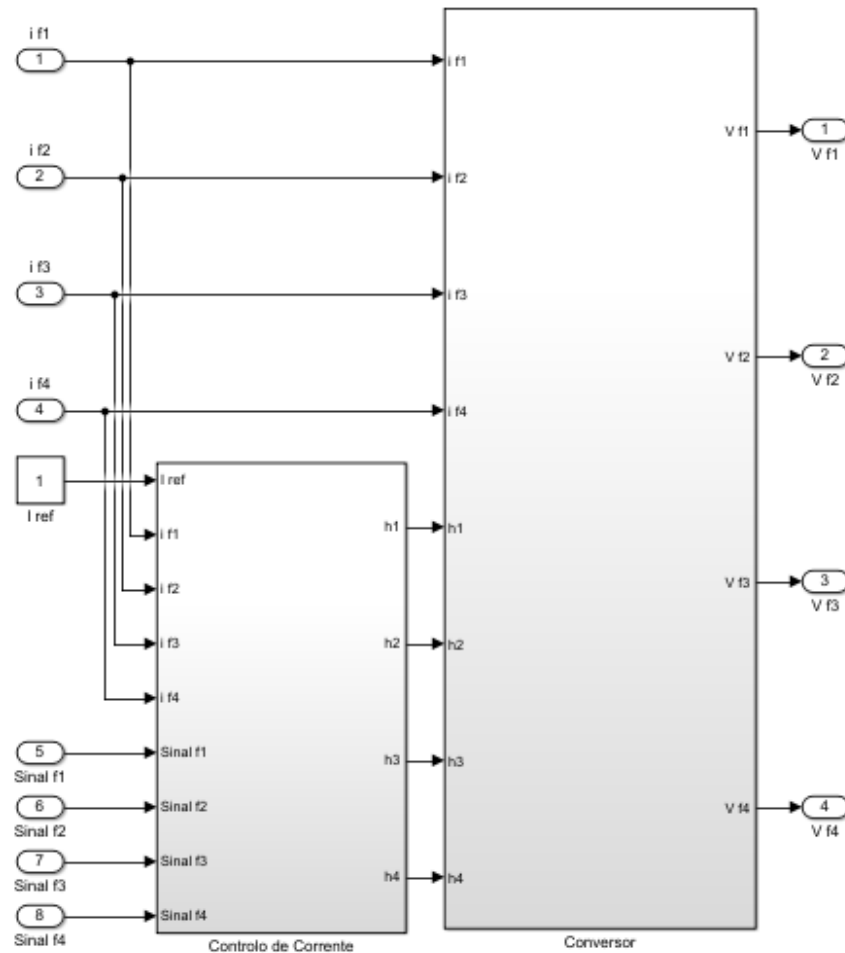 i f1
1
i f1
V f1
1
V f1
i f2
2
i f2
i f3
3
i f3
V f2
2
V f2
i f4
4
i f4
1
I ref
I ref
i f1
i f2
i f3
i f4
Sinal f1
Sinal f2
Sinal f3
Sinal f4
h1
h2
h3
h4
Controlo de Corrente
h1
h2
h3
h4
Conversor
V f3
3
V f3
V f4
4
V f4
5
Sinal f1
6
Sinal f2
7
Sinal f3
8
Sinal f4